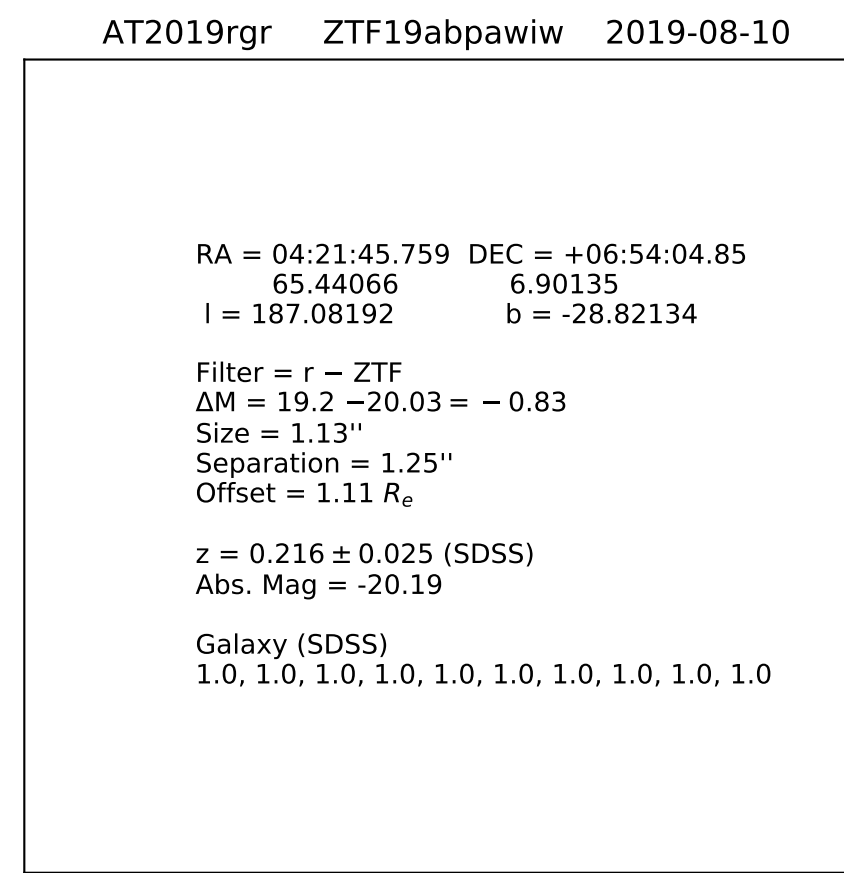 AT2019rgr ZTF19abpawiw 2019-08-10
RA = 04:21:45.759 DEC = +06:54:04.85
65.44066 6.90135
l = 187.08192 b = -28.82134
Filter = r − ZTF
ΔM = 19.2 −20.03 = − 0.83
Size = 1.13''
Separation = 1.25''
Offset = 1.11 Rₑ
z = 0.216 ± 0.025 (SDSS)
Abs. Mag = -20.19
Galaxy (SDSS)
1.0, 1.0, 1.0, 1.0, 1.0, 1.0, 1.0, 1.0, 1.0, 1.0